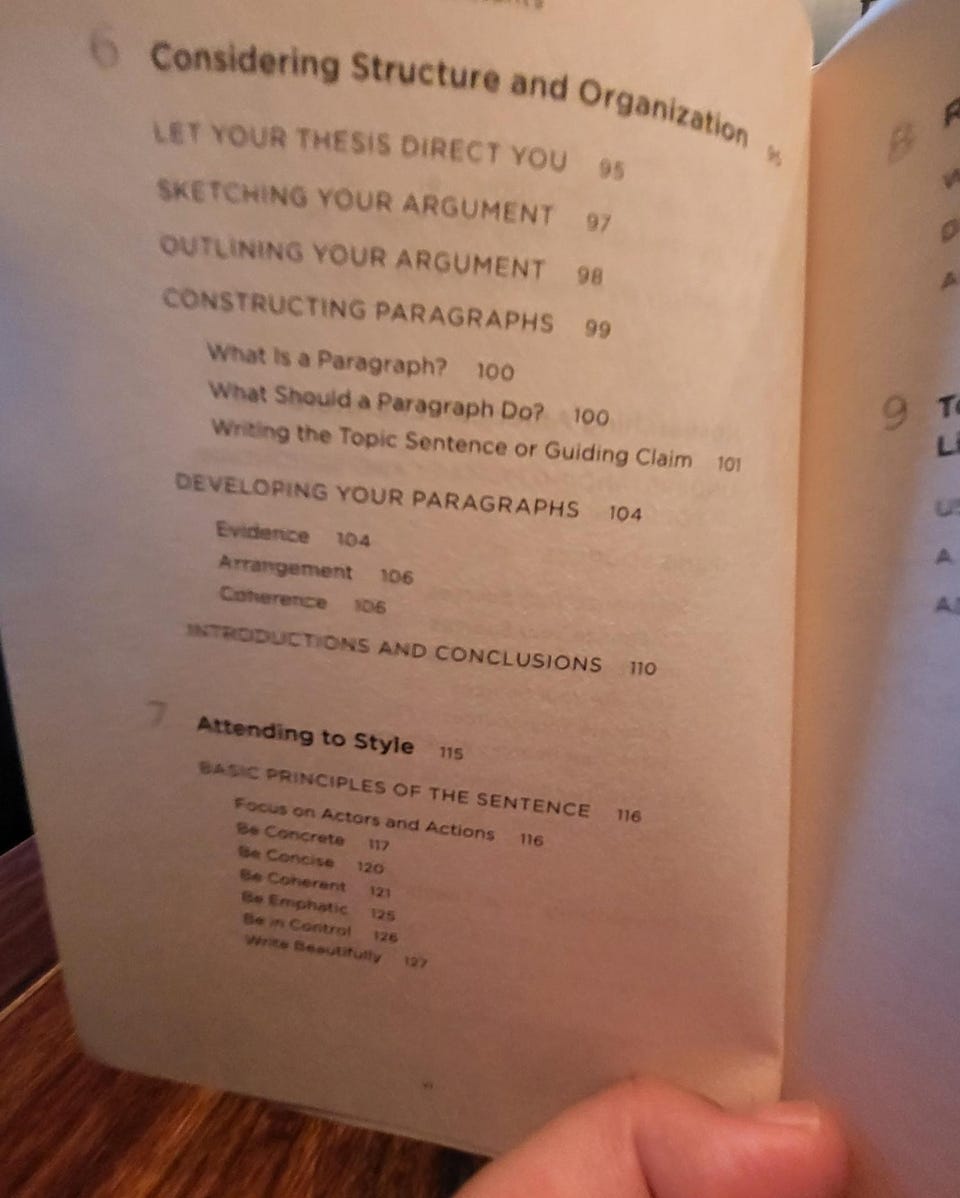 6 Considering Structure and Organization 95
LET YOUR THESIS DIRECT YOU 95
SKETCHING YOUR ARGUMENT 97
OUTLINING YOUR ARGUMENT 98
CONSTRUCTING PARAGRAPHS 99
What Is a Paragraph? 100
What Should a Paragraph Do? 100
Writing the Topic Sentence or Guiding Claim 101
DEVELOPING YOUR PARAGRAPHS 104
Evidence 104
Arrangement 106
Coherence 106
INTRODUCTIONS AND CONCLUSIONS 110
7 Attending to Style 115
BASIC PRINCIPLES OF THE SENTENCE 116
Focus on Actors and Actions 116
Be Concrete 117
Be Concise 120
Be Coherent 121
Be Emphatic 125
Be in Control 126
Write Beautifully 127
8
9